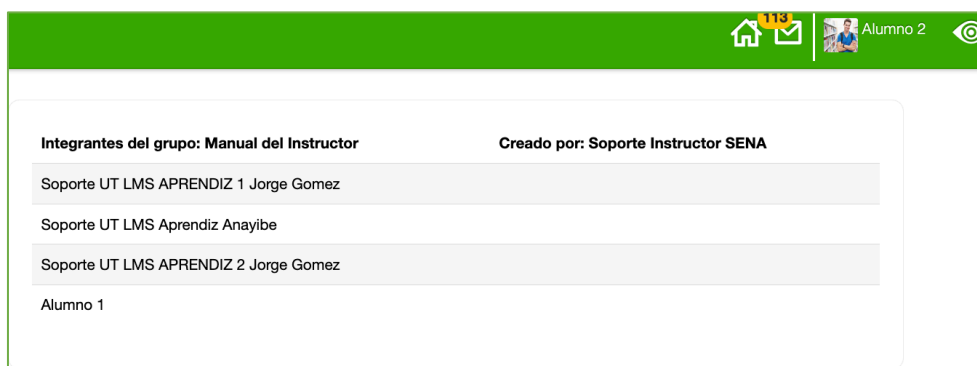 113
Alumno 2
Integrantes del grupo: Manual del Instructor Creado por: Soporte Instructor SENA
Soporte UT LMS APRENDIZ 1 Jorge Gomez
Soporte UT LMS Aprendiz Anayibe
Soporte UT LMS APRENDIZ 2 Jorge Gomez
Alumno 1